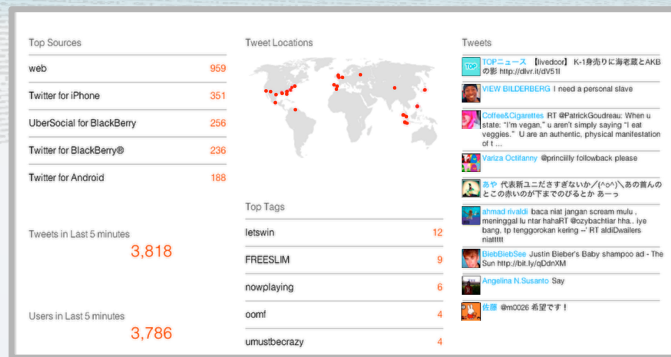 Top Sources
web 959
Twitter for iPhone 351
UberSocial for BlackBerry 256
Twitter for BlackBerry® 236
Twitter for Android 188
Tweets in Last 5 minutes
3,818
Users in Last 5 minutes
3,786
Tweet Locations
Top Tags
letswin 12
FREESLIM 9
nowplaying 6
oomf 4
umustbecrazy 4
Tweets
TOP
TOPニュース 【livedoor】 K-1身売りに海老蔵とAKB
の影 http://dlvr.it/dV51l
VIEW BILDERBERG I need a personal slave
Coffee&Cigarettes RT @PatrickGoudreau: When u
state: "I'm vegan," u aren't simply saying "I eat
veggies." U are an authentic, physical manifestation
of t ...
Variza Octifanny @princiilly followback please
あや 代表新ユニださすぎないか／(^o^)＼あの首んの
とこの赤いのが下までのびるとか あーっ
ahmad rivaldi baca niat jangan scream mulu ,
meninggal lu ntar hahaRT @ozybachtiar hha.. iye
bang. tp tenggorokan kering --' RT aldiDwailers
niatttttt
BiebBiebSee Justin Bieber's Baby shampoo ad - The
Sun http://bit.ly/qDdnXM
Angelina N.Susanto Say
佐藤 @m0026 希望です！